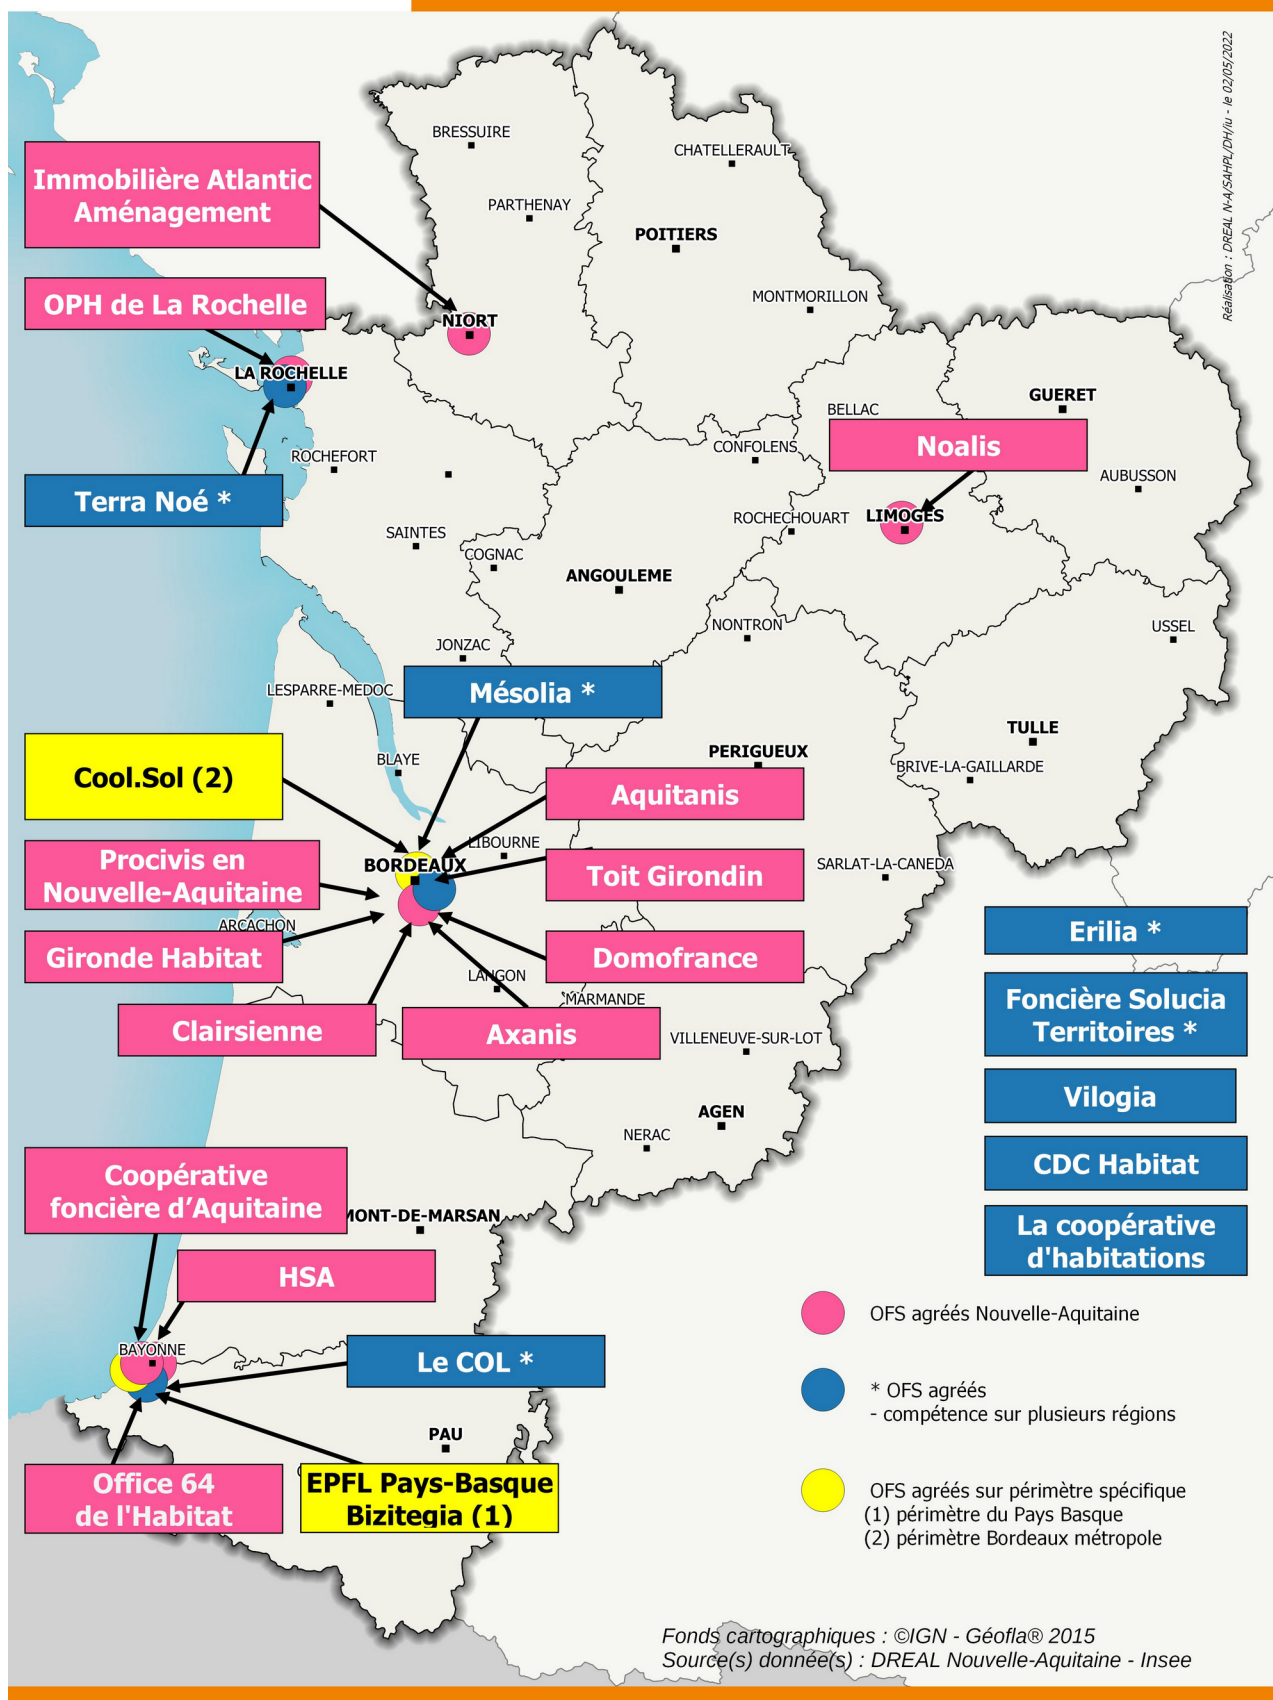 Réalisation : DREAL N-A/SAHPL/DH/iu - le 02/05/2022
BRESSUIRE
CHATELLERAULT
Immobilière Atlantic
Aménagement
PARTHENAY
POITIERS
MONTMORILLON
OPH de La Rochelle
NIORT
LA ROCHELLE
GUERET
BELLAC
Noalis
CONFOLENS
ROCHEFORT
AUBUSSON
Terra Noé *
ROCHECHOUART
LIMOGES
SAINTES
COGNAC
ANGOULEME
NONTRON
USSEL
JONZAC
LESPARRE-MEDOC
Mésolia *
TULLE
PERIGUEUX
BLAYE
BRIVE-LA-GAILLARDE
Cool.Sol (2)
Aquitanis
LIBOURNE
BORDEAUX
SARLAT-LA-CANEDA
Procivis en
Nouvelle-Aquitaine
Toit Girondin
ARCACHON
Erilia *
Gironde Habitat
Domofrance
LANGON
MARMANDE
Foncière Solucia
Territoires *
Clairsienne
Axanis
VILLENEUVE-SUR-LOT
Vilogia
AGEN
NERAC
CDC Habitat
Coopérative
foncière d'Aquitaine
MONT-DE-MARSAN
La coopérative
d'habitations
HSA
OFS agréés Nouvelle-Aquitaine
BAYONNE
Le COL *
* OFS agréés
- compétence sur plusieurs régions
PAU
Office 64
de l'Habitat
EPFL Pays-Basque
Bizitegia (1)
OFS agréés sur périmètre spécifique
(1) périmètre du Pays Basque
(2) périmètre Bordeaux métropole
Fonds cartographiques : ©IGN - Géofla® 2015
Source(s) donnée(s) : DREAL Nouvelle-Aquitaine - Insee